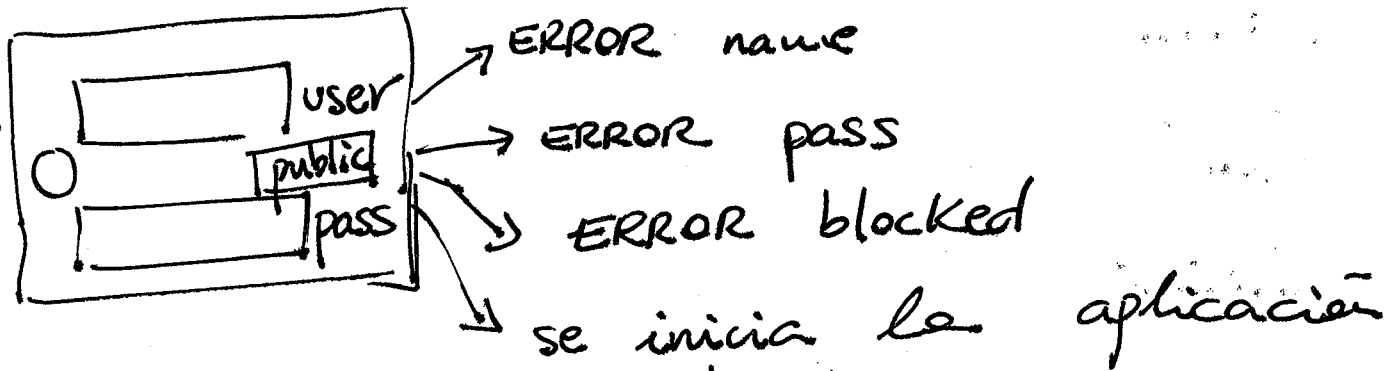 user
public
pass
ERROR name
ERROR pass
ERROR blocked
se inicia la aplicación